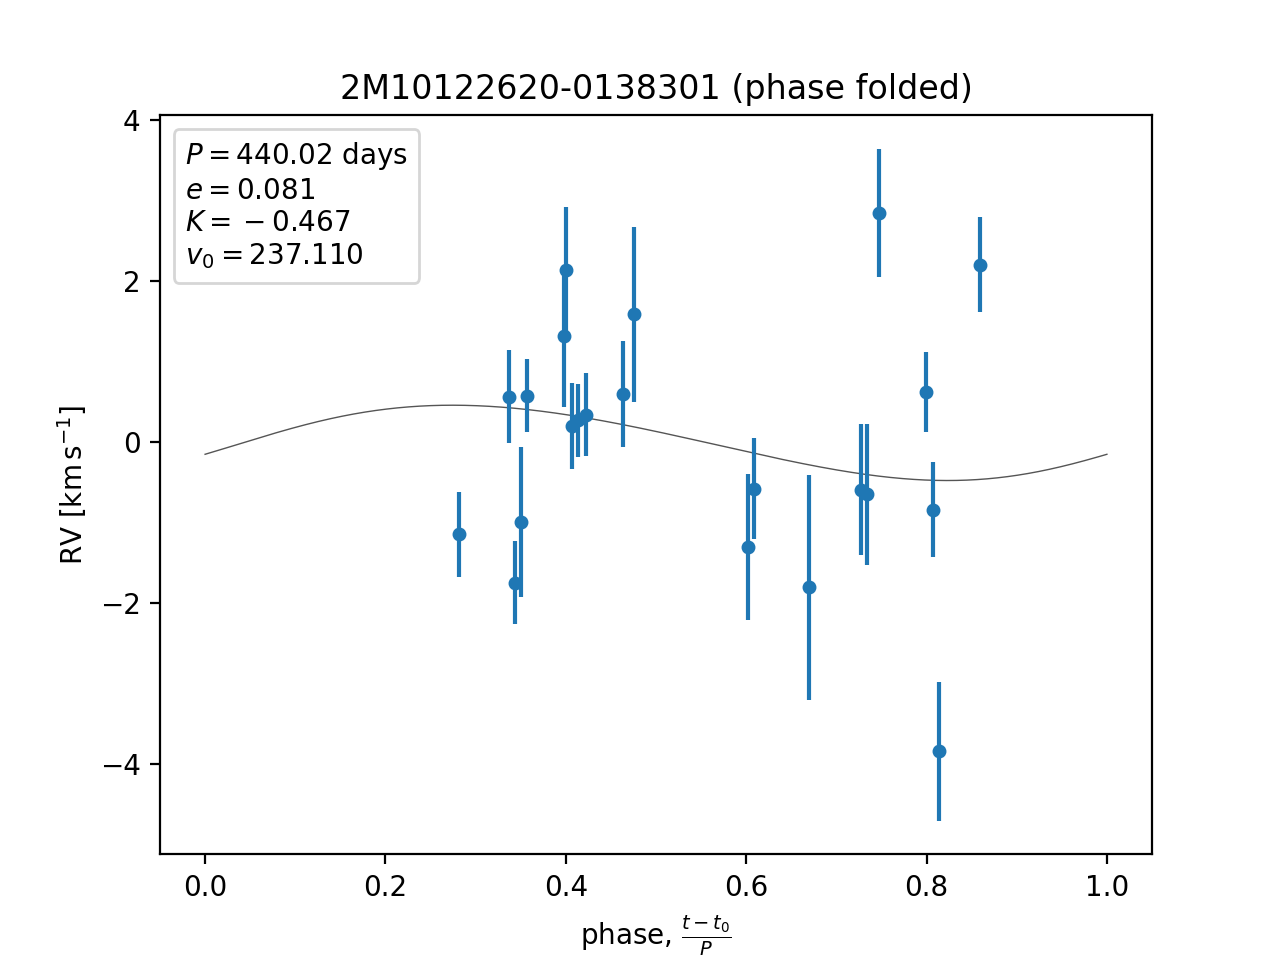 2M10122620-0138301 (phase folded)
P = 440.02 days
e = 0.081
K = −0.467
v₀ = 237.110
4
2
0
−2
−4
RV [km s⁻¹]
0.0 0.2 0.4 0.6 0.8 1.0
phase, (t − t₀)/P